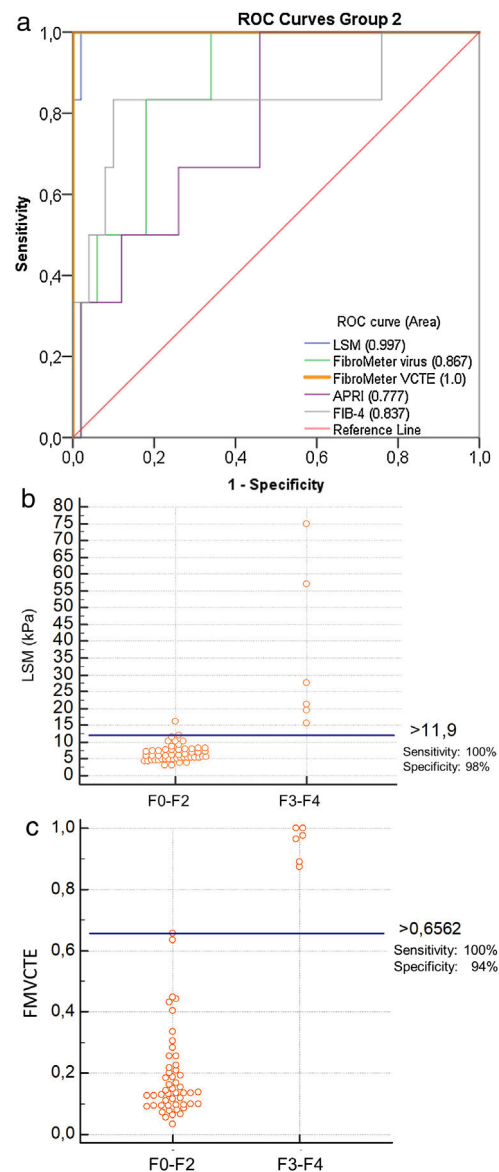 a
ROC Curves Group 2
1,0
0,8
0,6
0,4
0,2
0,0
Sensitivity
ROC curve (Area)
LSM (0.997)
FibroMeter virus (0.867)
FibroMeter VCTE (1.0)
APRI (0.777)
FIB-4 (0.837)
Reference Line
0,0 0,2 0,4 0,6 0,8 1,0
1 - Specificity
b
80
75
70
65
60
55
50
45
40
35
30
25
20
15
10
5
0
LSM (kPa)
>11,9
Sensitivity: 100%
Specificity: 98%
F0-F2 F3-F4
c
1,0
0,8
0,6
0,4
0,2
0,0
FMVCTE
>0,6562
Sensitivity: 100%
Specificity: 94%
F0-F2 F3-F4